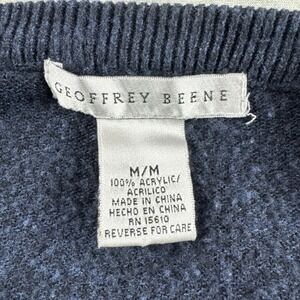 GEOFFREY BEENE
M/M
100% ACRYLIC/
ACRILICO
MADE IN CHINA
HECHO EN CHINA
RN 15610
REVERSE FOR CARE